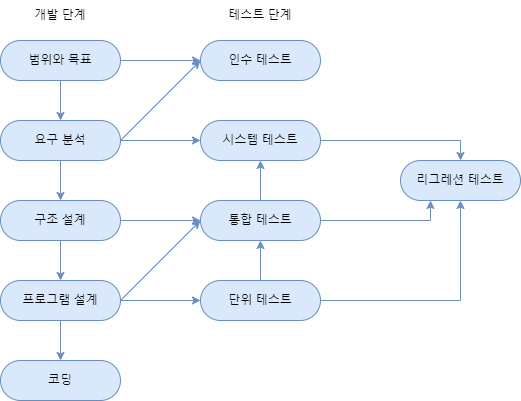 개발 단계
테스트 단계
범위와 목표
인수 테스트
요구 분석
시스템 테스트
리그레션 테스트
구조 설계
통합 테스트
프로그램 설계
단위 테스트
코딩